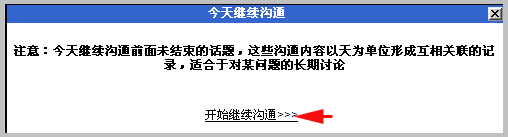 今天继续沟通
注意：今天继续沟通前面未结束的话题，这些沟通内容以天为单位形成互相关联的记
录，适合于对某问题的长期讨论
开始继续沟通>>>